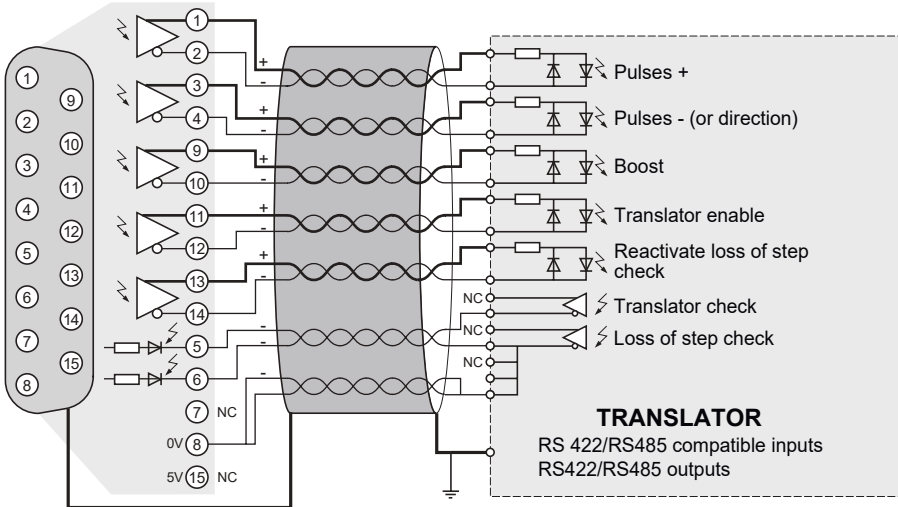 1
2
3
4
5
6
7
8
9
10
11
12
13
14
15
1
2
3
4
9
10
11
12
13
14
5
6
7 NC
0V 8
5V 15 NC
+
-
+
-
+
-
+
-
+
-
-
-
-
Pulses +
Pulses - (or direction)
Boost
Translator enable
Reactivate loss of step
check
NC
Translator check
NC
Loss of step check
NC
TRANSLATOR
RS 422/RS485 compatible inputs
RS422/RS485 outputs